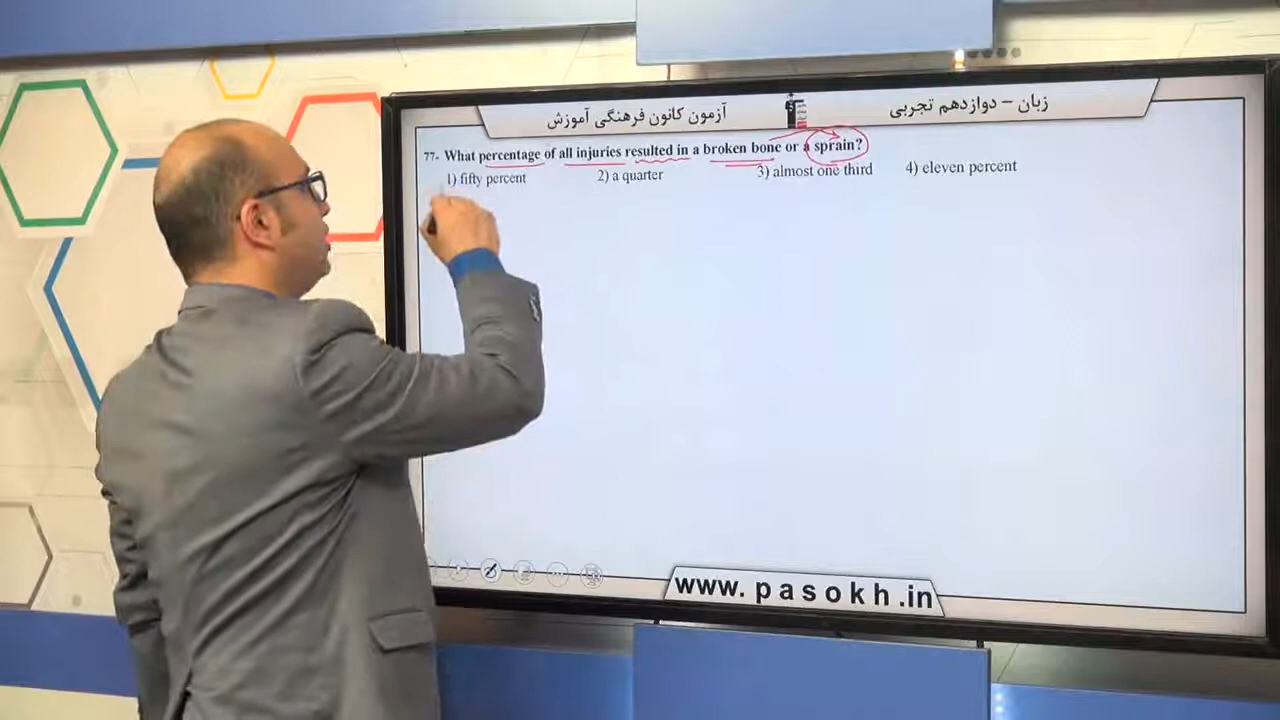 زبان - دوازدهم تجربی
آزمون کانون فرهنگی آموزش
77- What percentage of all injuries resulted in a broken bone or a sprain?
1) fifty percent 2) a quarter 3) almost one third 4) eleven percent
www. pasokh .in